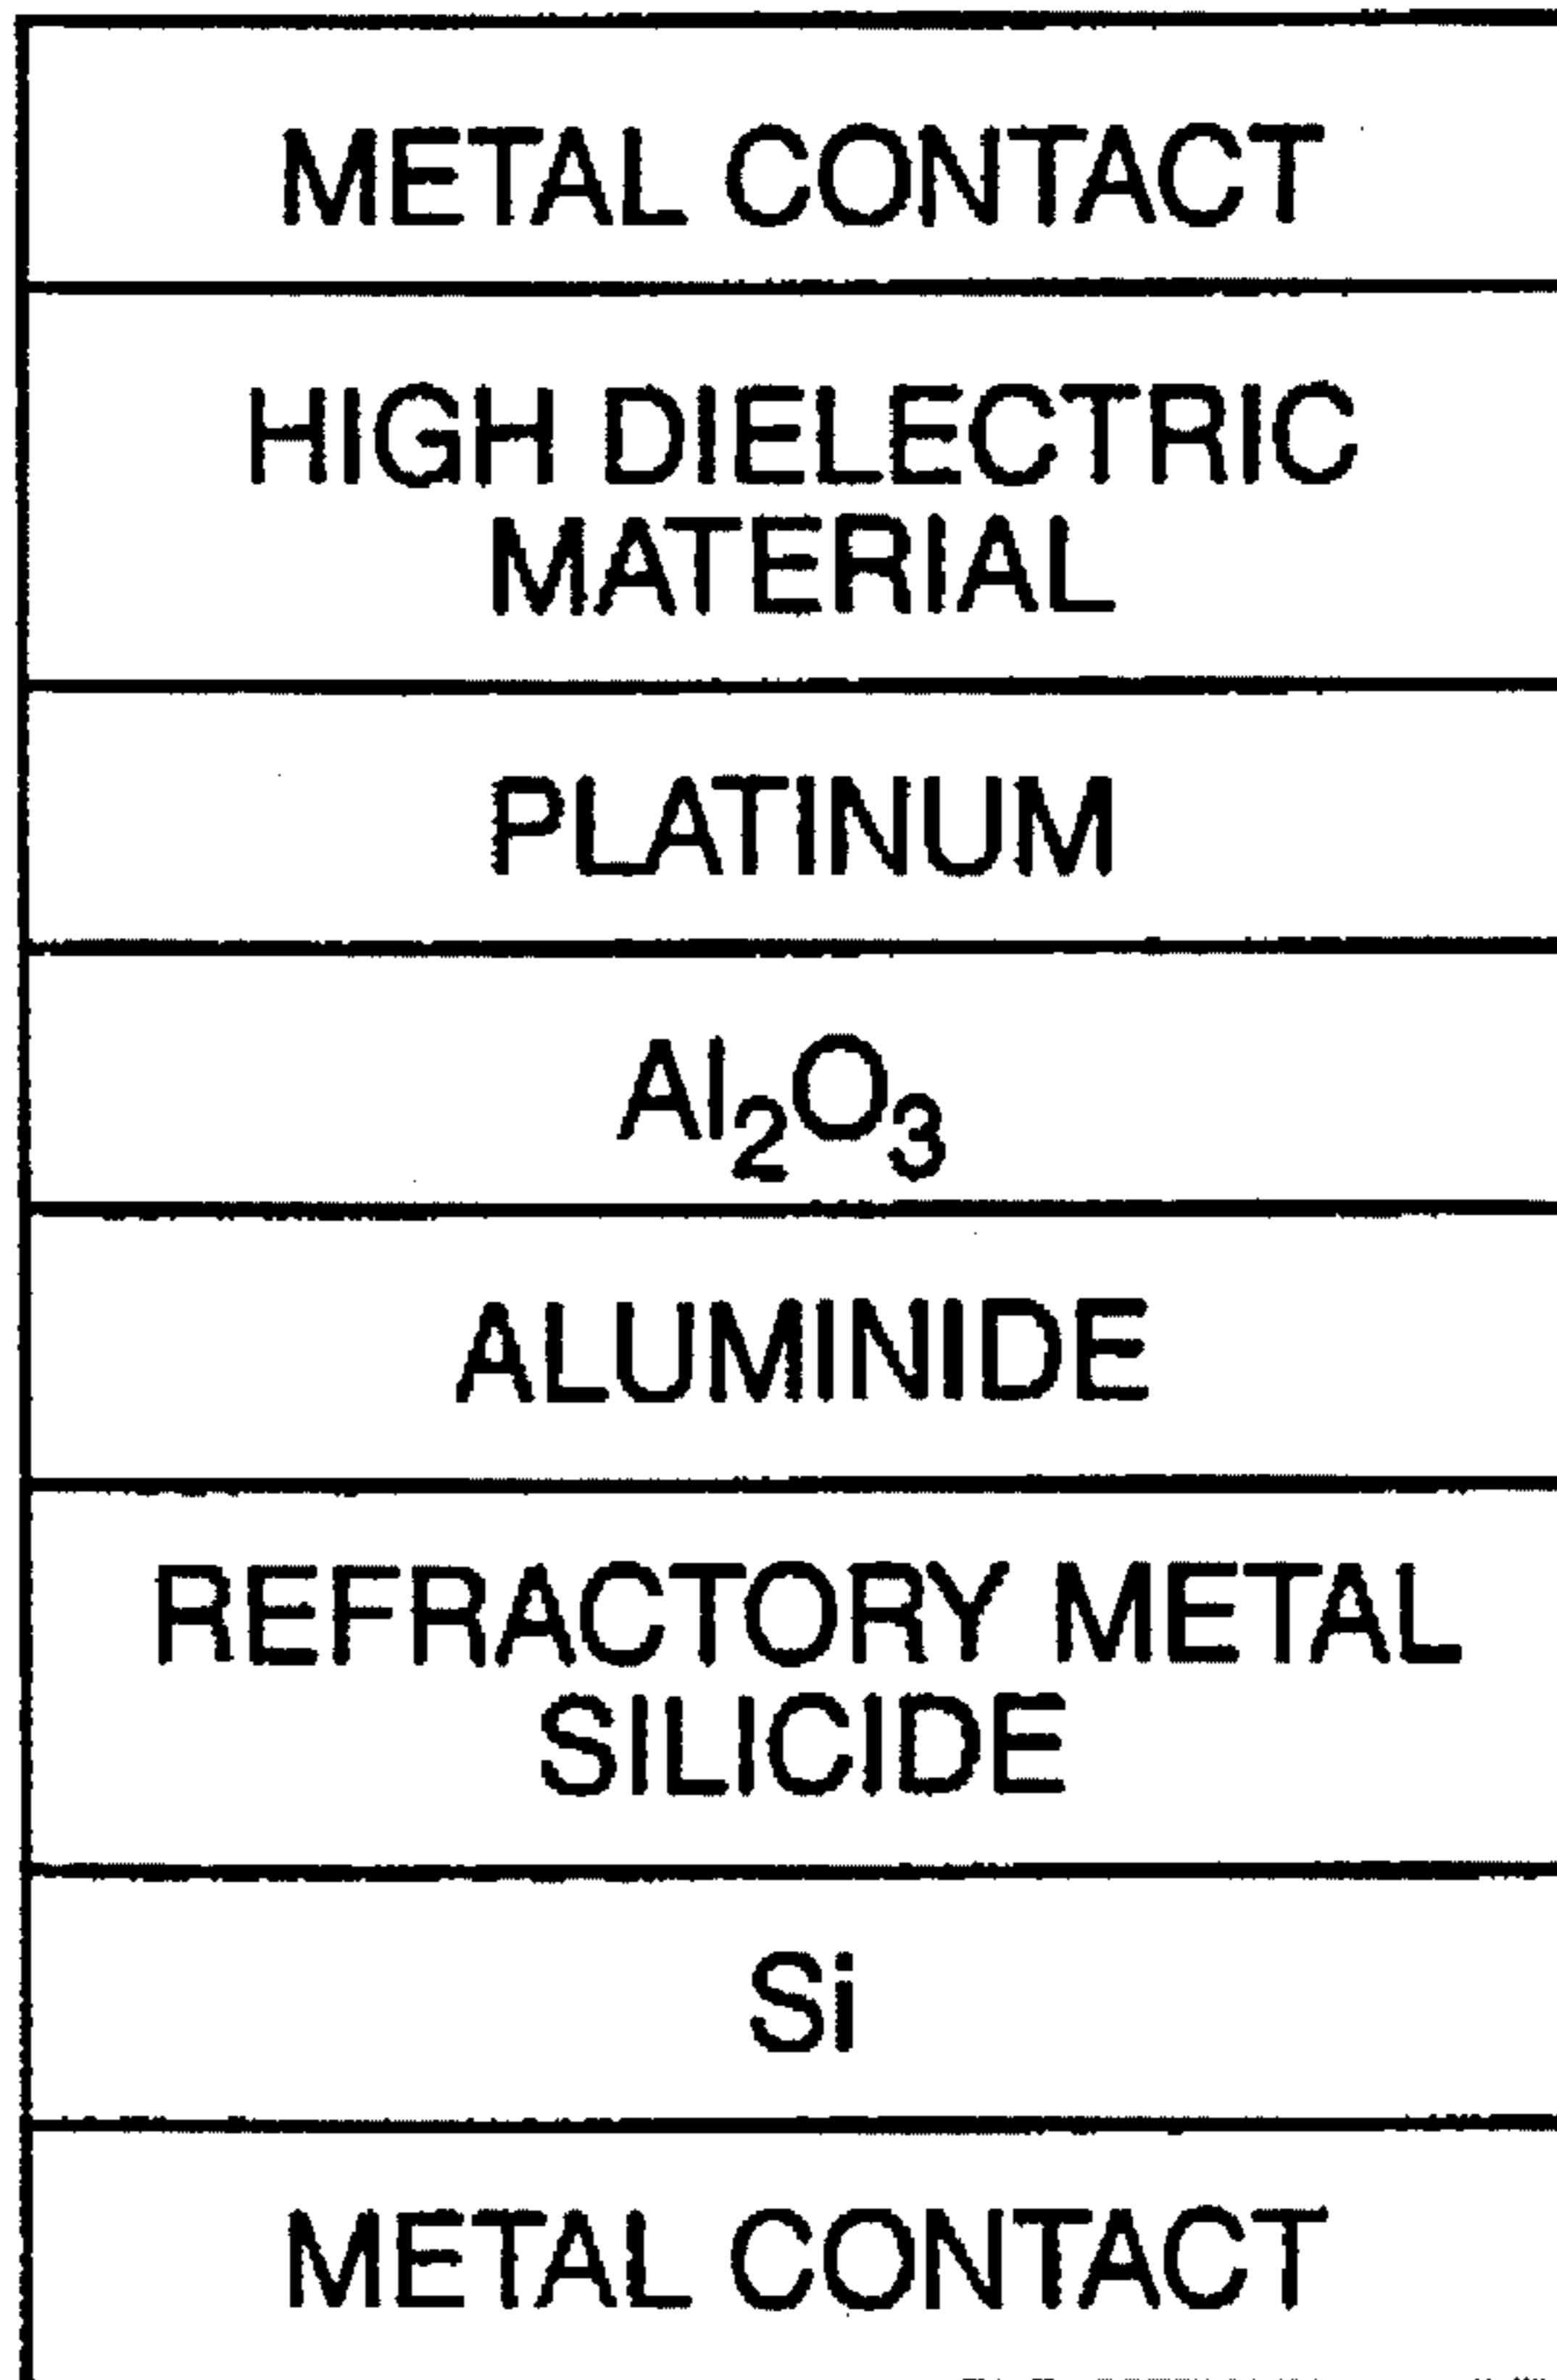 METAL CONTACT
HIGH DIELECTRIC
MATERIAL
PLATINUM
Al₂O₃
ALUMINIDE
REFRACTORY METAL
SILICIDE
Si
METAL CONTACT